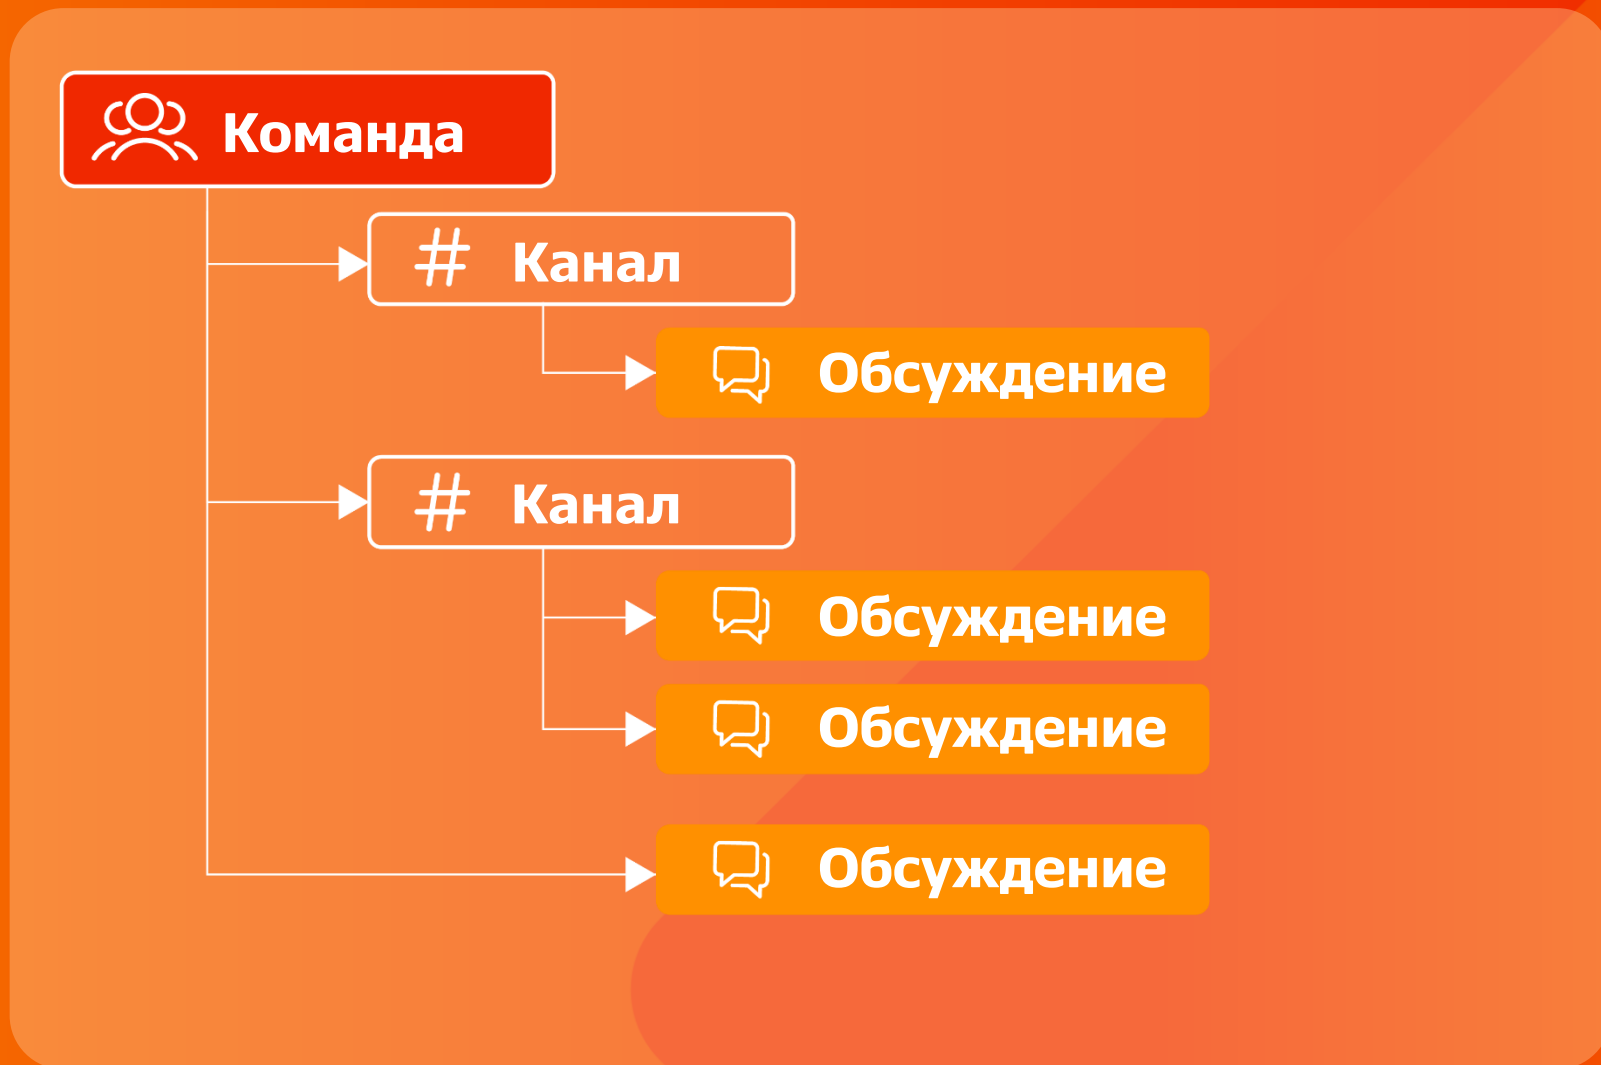 Команда
# Канал
Обсуждение
# Канал
Обсуждение
Обсуждение
Обсуждение